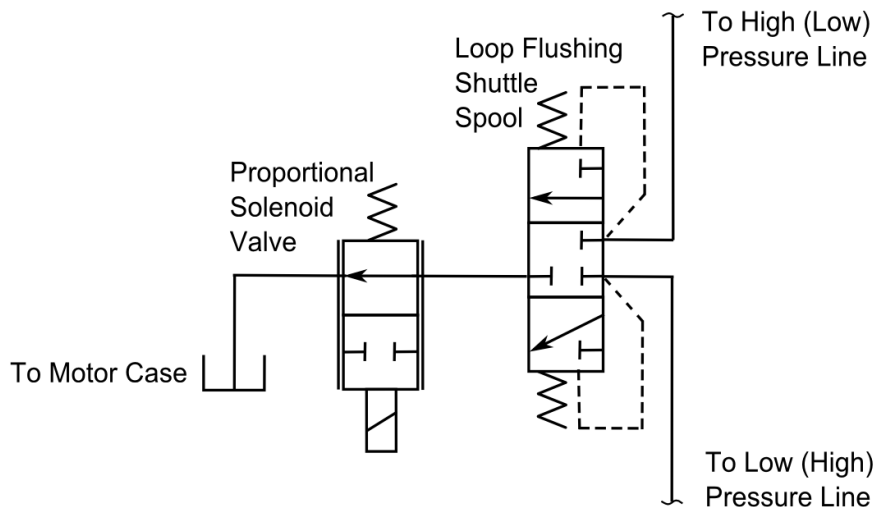 To High (Low)
Pressure Line
Loop Flushing
Shuttle
Spool
Proportional
Solenoid
Valve
To Motor Case
To Low (High)
Pressure Line